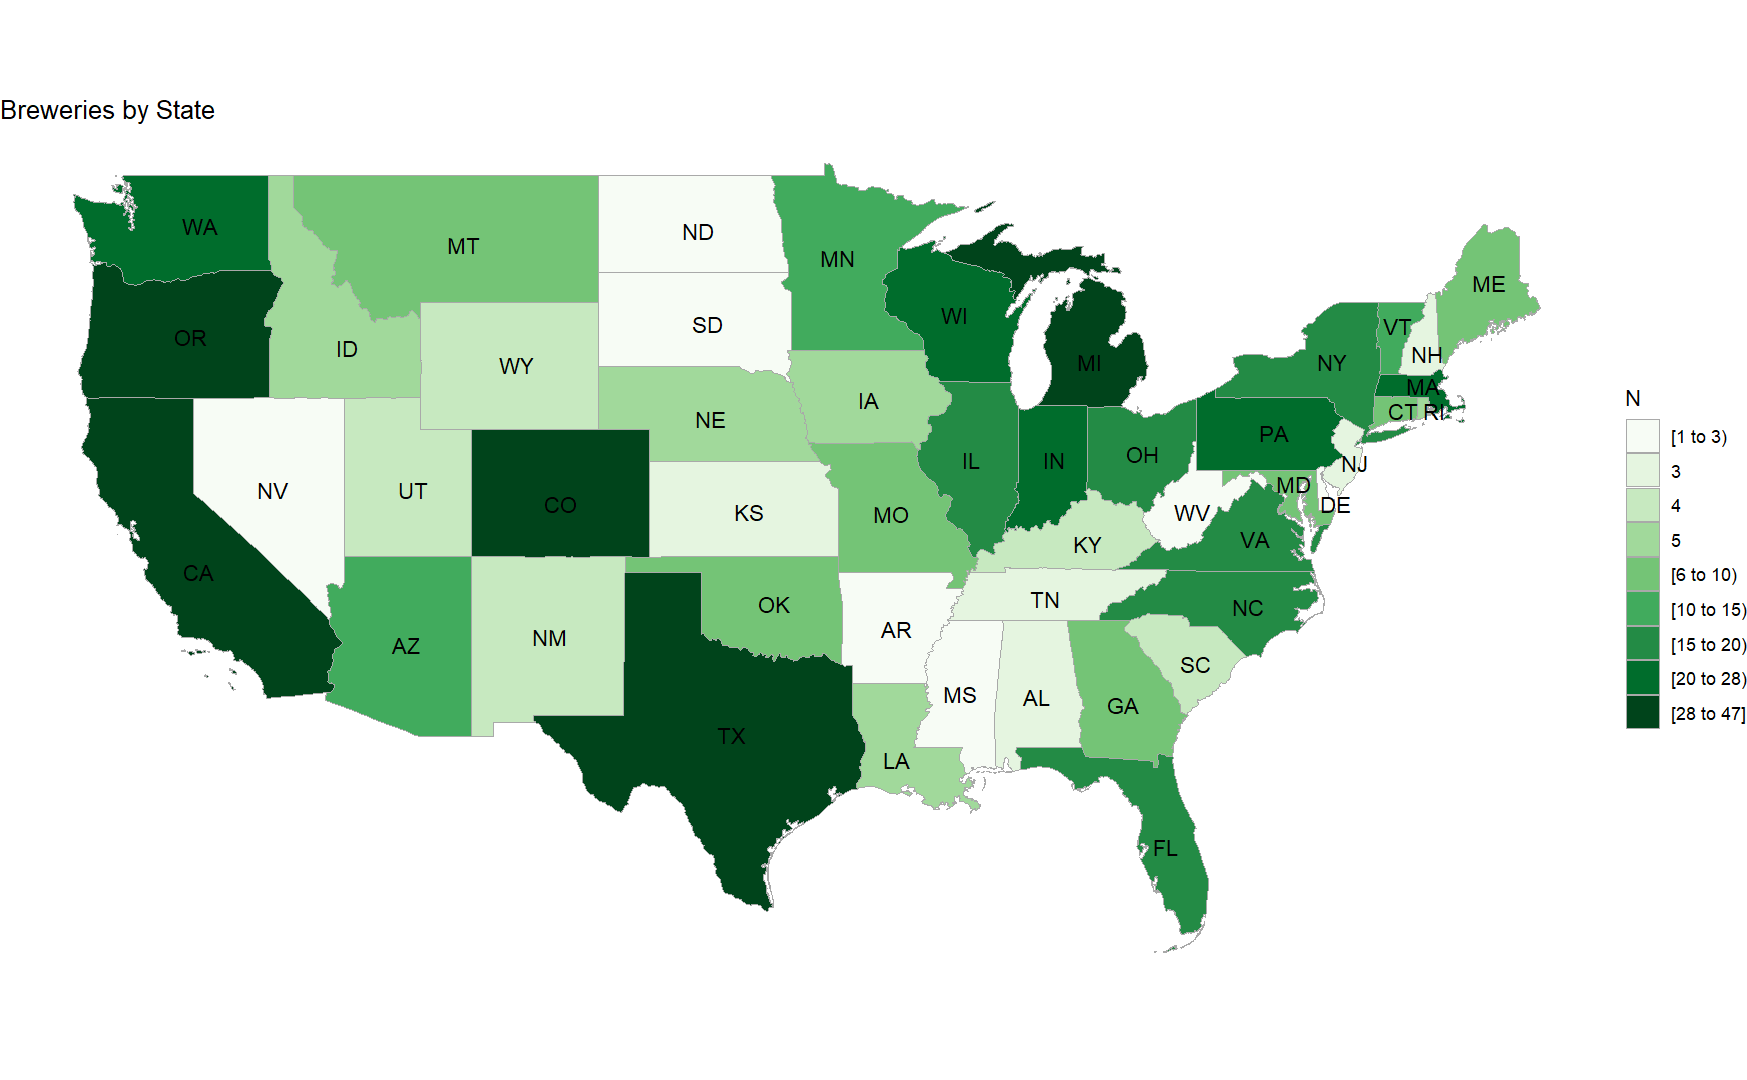 Breweries by State
WA
MT
ND
MN
ME
OR
ID
WY
SD
WI
MI
VT
NH
NY
MA
CT
RI
NE
IA
PA
NV
UT
CO
KS
MO
IL
IN
OH
NJ
MD
DE
WV
VA
KY
CA
AZ
NM
OK
AR
TN
NC
SC
MS
AL
GA
TX
LA
FL
N
[1 to 3)
3
4
5
[6 to 10)
[10 to 15)
[15 to 20)
[20 to 28)
[28 to 47]